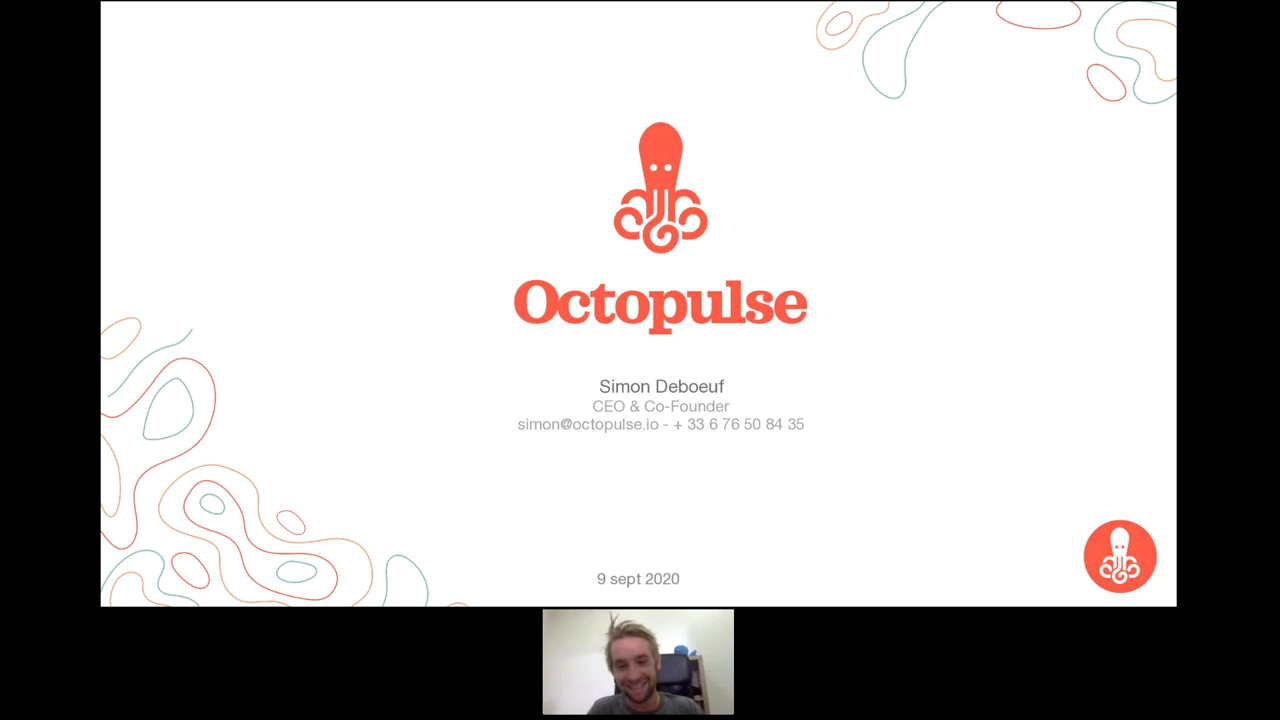 Octopulse
Simon Deboeuf
CEO & Co-Founder
simon@octopulse.io - + 33 6 76 50 84 35
9 sept 2020